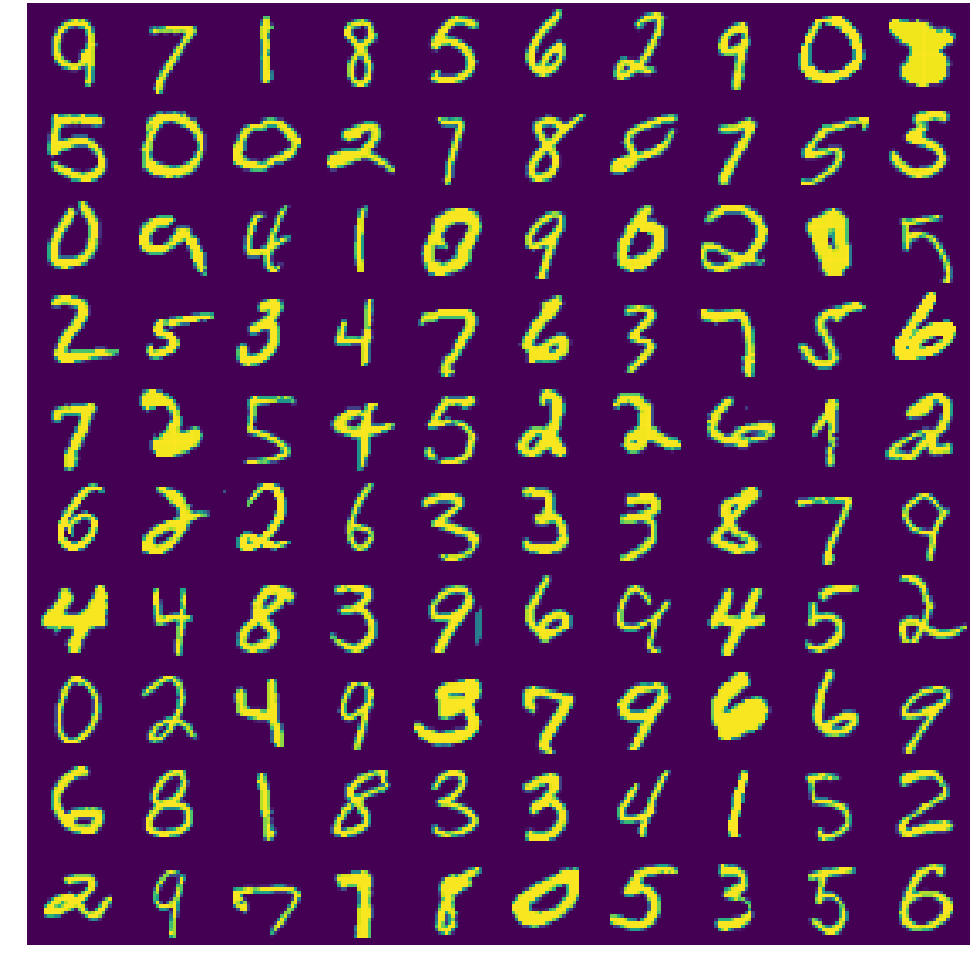 9 7 1 8 5 6 2 9 0
5 0 0 2 7 8 8 7 5 5
0 9 4 1 0 9 6 2 0 5
2 5 3 4 7 6 3 7 5 6
7 2 5 4 5 2 2 6 1 2
6 2 2 6 3 3 3 8 7 9
4 4 8 3 9 6 9 4 5 2
0 2 4 9 3 7 9 6 6 9
6 8 1 8 3 3 4 1 5 2
2 9 7 7 8 0 5 3 5 6